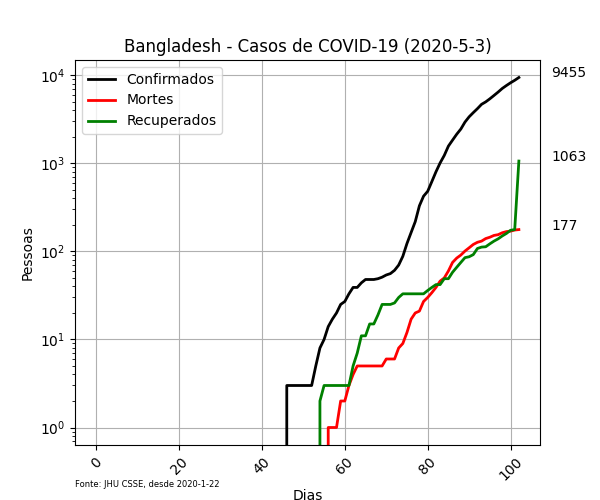 Bangladesh - Casos de COVID-19 (2020-5-3)
Confirmados
Mortes
Recuperados
9455
1063
177
Pessoas
10⁴
10³
10²
10¹
10⁰
0 20 40 60 80 100
Fonte: JHU CSSE, desde 2020-1-22
Dias